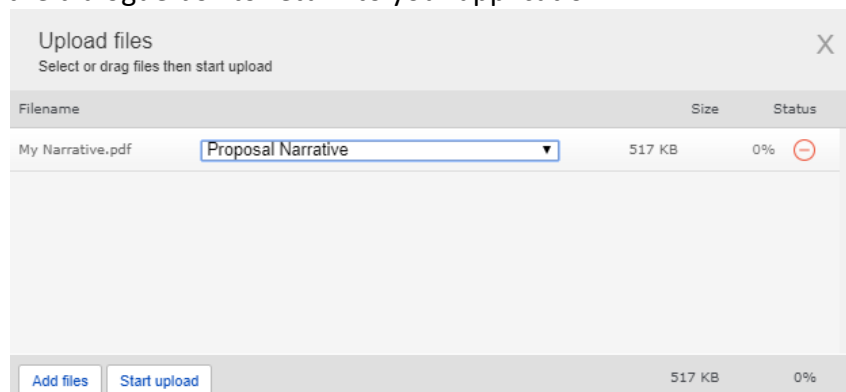 Upload files
X
Select or drag files then start upload
Filename Size Status
My Narrative.pdf Proposal Narrative 517 KB 0%
Add files Start upload 517 KB 0%